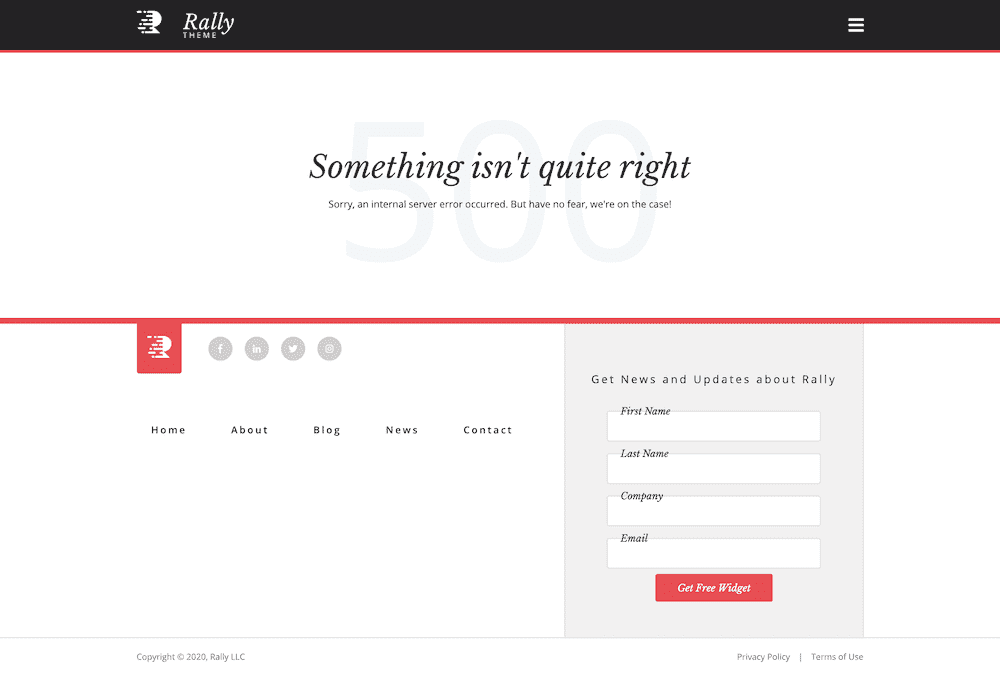 Rally
THEME
500
Something isn't quite right
Sorry, an internal server error occurred. But have no fear, we're on the case!
Home About Blog News Contact
Get News and Updates about Rally
First Name
Last Name
Company
Email
Get Free Widget
Copyright © 2020, Rally LLC
Privacy Policy | Terms of Use